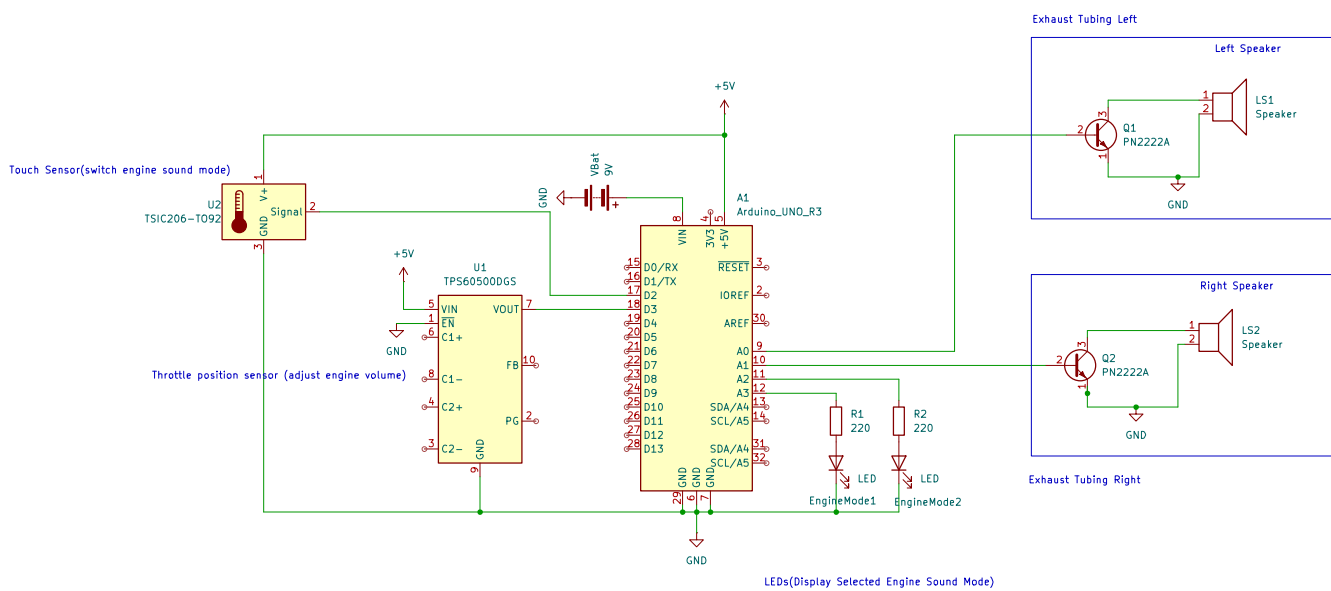 Exhaust Tubing Left
Left Speaker
1
2
LS1
Speaker
3
2
1
Q1
PN2222A
GND
+5V
Touch Sensor(switch engine sound mode)
1
V+
U2
TSIC206-TO92
Signal
2
GND
3
GND
VBat
9V
+
A1
Arduino_UNO_R3
8
VIN
4
3V3
5
+5V
15 D0/RX
16 D1/TX
17 D2
18 D3
19 D4
20 D5
21 D6
22 D7
23 D8
24 D9
25 D10
26 D11
27 D12
28 D13
RESET 3
IOREF 2
AREF 30
A0 9
A1 10
A2 11
A3 12
SDA/A4 13
SCL/A5 14
SDA/A4 31
SCL/A5 32
GND
29
GND
6
GND
7
GND
+5V
U1
TPS60500DGS
5 VIN
1 EN
6 C1+
8 C1-
4 C2+
3 C2-
VOUT 7
FB 10
PG 2
GND
9
GND
Throttle position sensor (adjust engine volume)
R1
220
R2
220
LED
LED
EngineMode1
EngineMode2
Right Speaker
1
2
LS2
Speaker
3
2
1
Q2
PN2222A
GND
Exhaust Tubing Right
LEDs(Display Selected Engine Sound Mode)